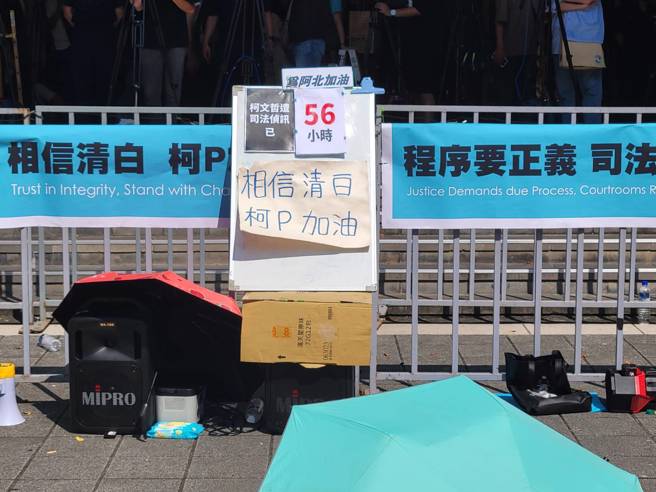 為阿北加油
柯文哲遭
司法偵訊
已
56
小時
相信清白 柯P
Trust in Integrity, Stand with Cha
相信清白
柯P加油
程序要正義 司法
Justice Demands due Process, Courtrooms R
MIPRO